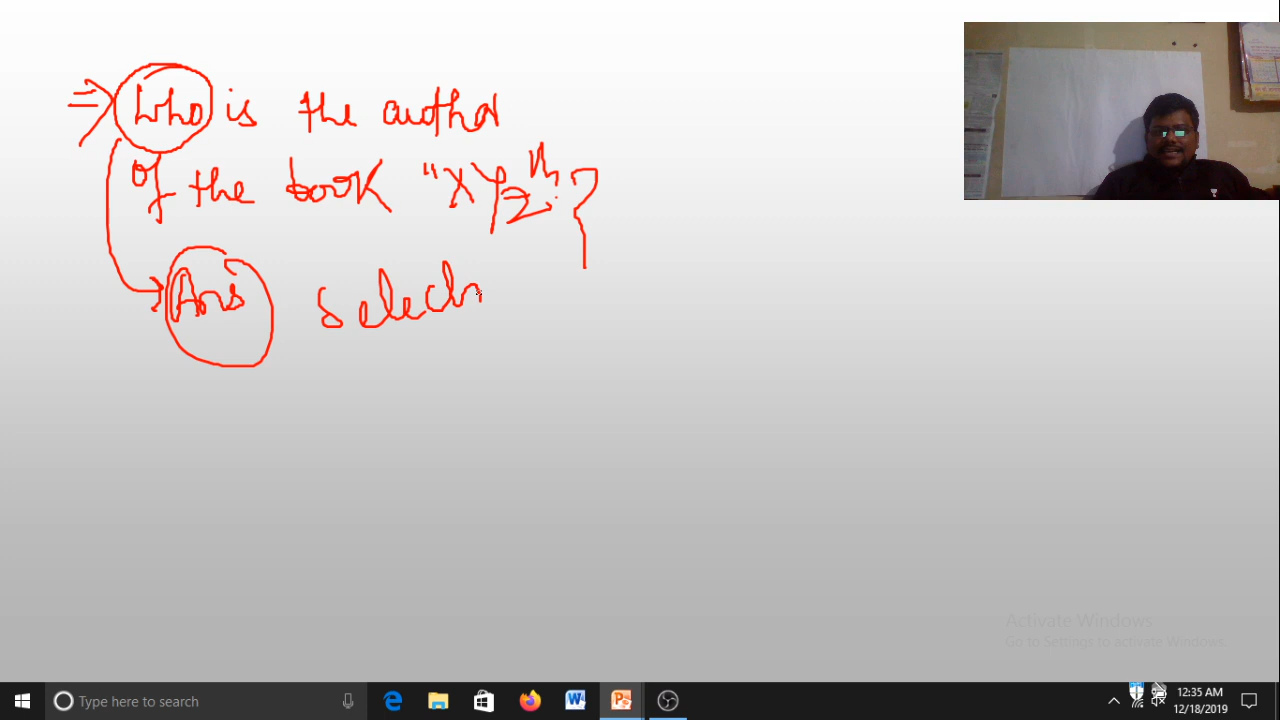 ⇒ Who is the author
of the book "XYZ"?
Ans selecti
Activate Windows
Go to Settings to activate Windows.
Type here to search
12:35 AM
12/18/2019